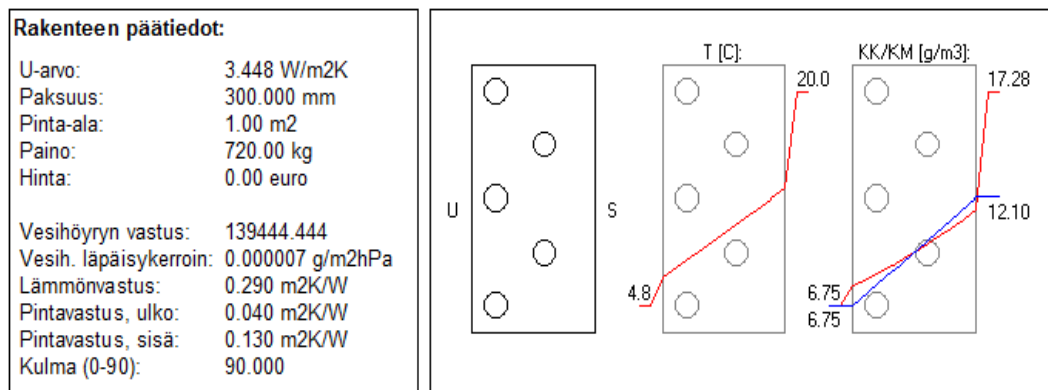 Rakenteen päätiedot:
U-arvo: 3.448 W/m2K
Paksuus: 300.000 mm
Pinta-ala: 1.00 m2
Paino: 720.00 kg
Hinta: 0.00 euro
Vesihöyryn vastus: 139444.444
Vesih. läpäisykerroin: 0.000007 g/m2hPa
Lämmönvastus: 0.290 m2K/W
Pintavastus, ulko: 0.040 m2K/W
Pintavastus, sisä: 0.130 m2K/W
Kulma (0-90): 90.000
U
S
T [C]:
20.0
4.8
KK/KM [g/m3]:
17.28
12.10
6.75
6.75